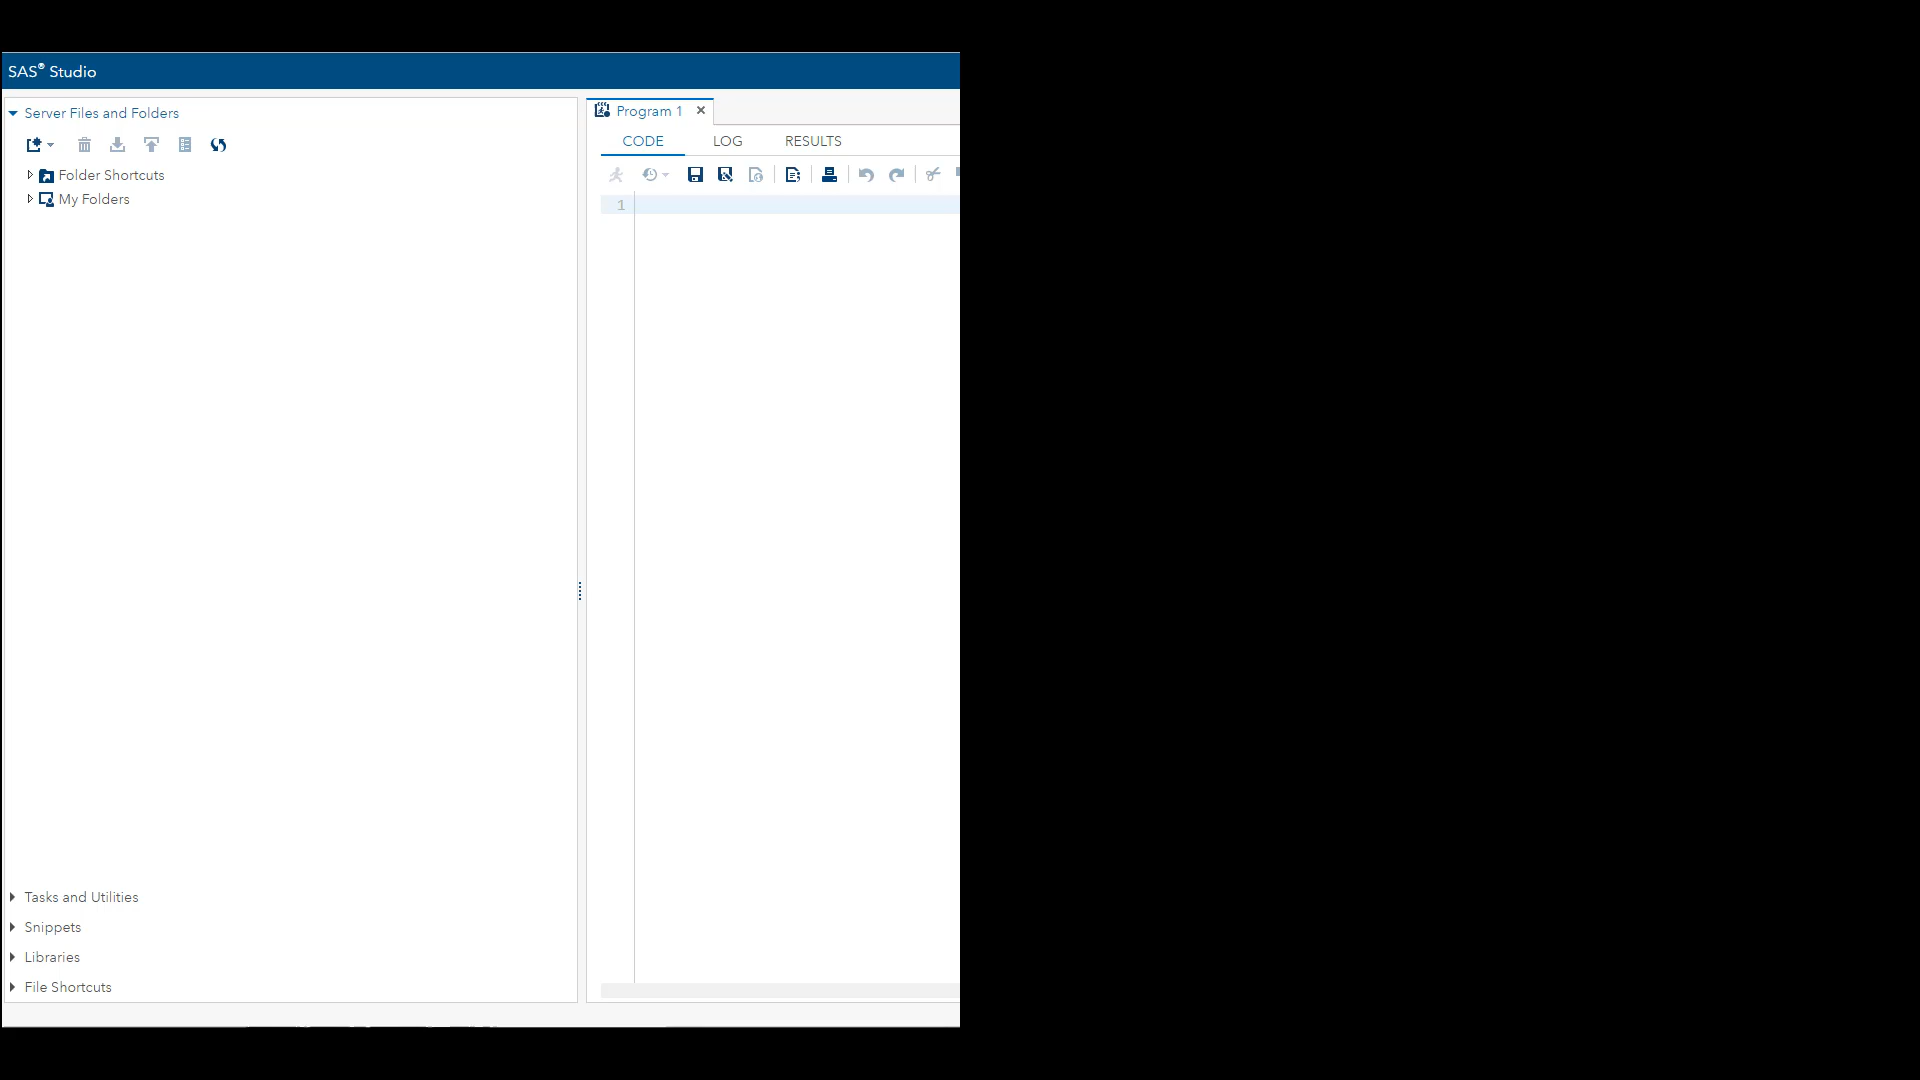 SAS® Studio
Server Files and Folders
Folder Shortcuts
My Folders
Tasks and Utilities
Snippets
Libraries
File Shortcuts
Program 1
CODE LOG RESULTS
1